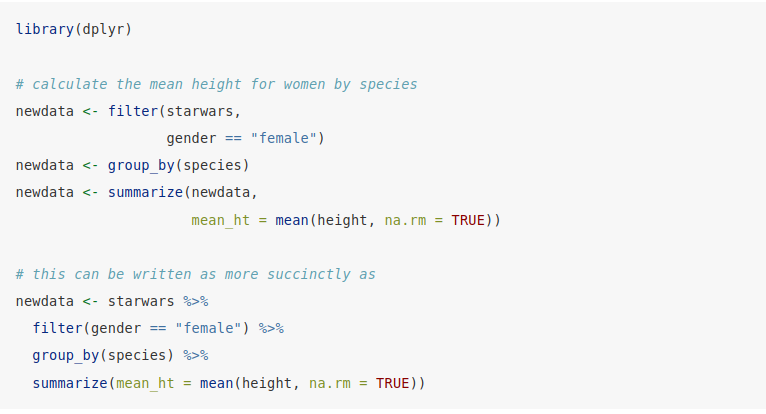 library(dplyr)
# calculate the mean height for women by species
newdata <- filter(starwars,
gender == "female")
newdata <- group_by(species)
newdata <- summarize(newdata,
mean_ht = mean(height, na.rm = TRUE))
# this can be written as more succinctly as
newdata <- starwars %>%
filter(gender == "female") %>%
group_by(species) %>%
summarize(mean_ht = mean(height, na.rm = TRUE))